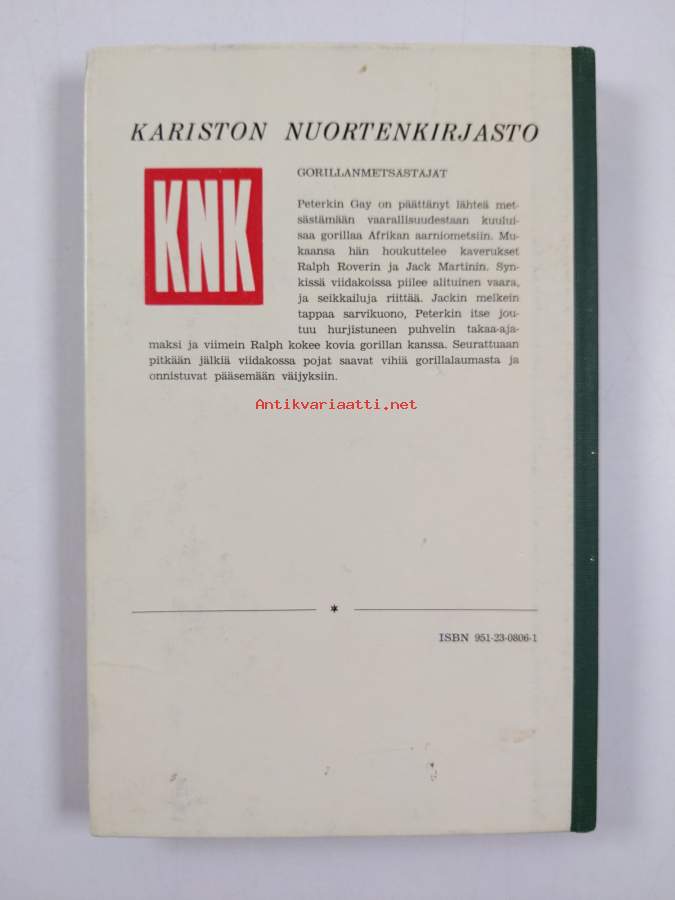 KARISTON NUORTENKIRJASTO
KNK
GORILLANMETSÄSTÄJÄT
Peterkin Gay on päättänyt lähteä met-
sästämään vaarallisuudestaan kuului-
saa gorillaa Afrikan aarniometsiin. Mu-
kaansa hän houkuttelee kaverukset
Ralph Roverin ja Jack Martinin. Syn-
kissä viidakoissa piilee alituinen vaara,
ja seikkailuja riittää. Jackin melkein
tappaa sarvikuono, Peterkin itse jou-
tuu hurjistuneen puhvelin takaa-aja-
maksi ja viimein Ralph kokee kovia gorillan kanssa. Seurattuaan
pitkään jälkiä viidakossa pojat saavat vihiä gorillalaumasta ja
onnistuvat pääsemään väijyksiin.
Antikvariaatti.net
*
ISBN 951-23-0806-1